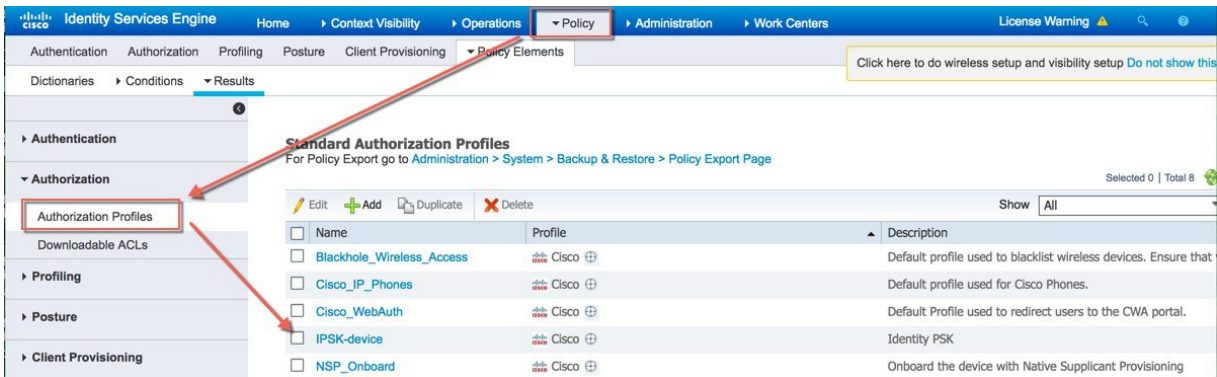 cisco Identity Services Engine Home Context Visibility Operations Policy Administration Work Centers License Warning
Authentication Authorization Profiling Posture Client Provisioning Policy Elements
Click here to do wireless setup and visibility setup Do not show this
Dictionaries Conditions Results
Authentication
Authorization
Authorization Profiles
Downloadable ACLs
Profiling
Posture
Client Provisioning
Standard Authorization Profiles
For Policy Export go to Administration > System > Backup & Restore > Policy Export Page
Selected 0 | Total 8
Edit Add Duplicate Delete Show All
Name Profile Description
Blackhole_Wireless_Access Cisco Default profile used to blacklist wireless devices. Ensure that
Cisco_IP_Phones Cisco Default profile used for Cisco Phones.
Cisco_WebAuth Cisco Default Profile used to redirect users to the CWA portal.
IPSK-device Cisco Identity PSK
NSP_Onboard Cisco Onboard the device with Native Supplicant Provisioning